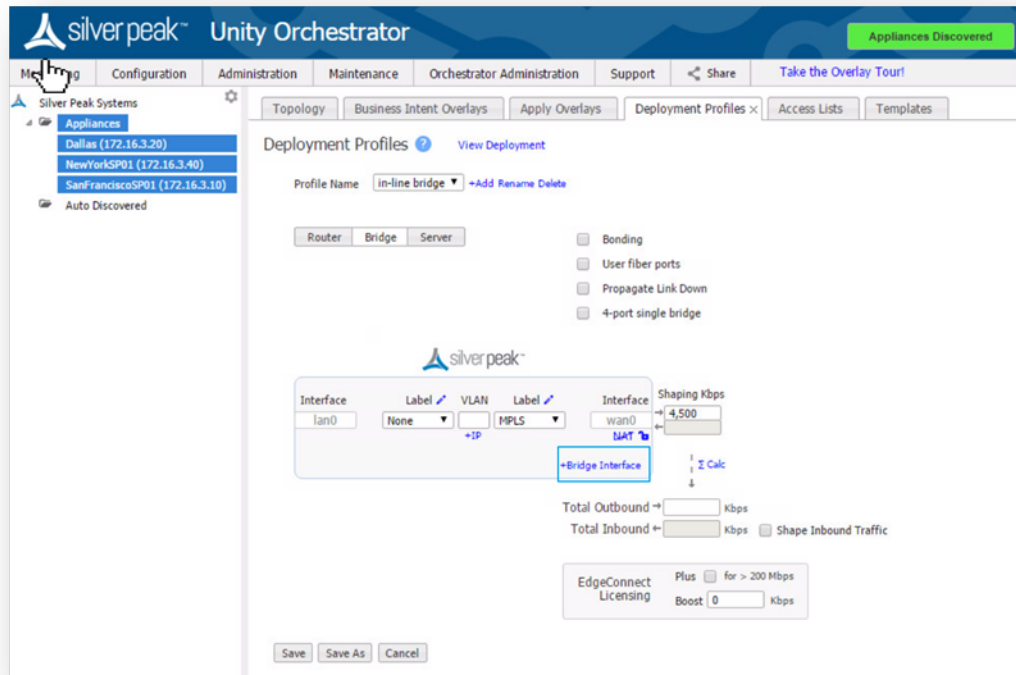 silver peak™ Unity Orchestrator
Appliances Discovered
Configuration Administration Maintenance Orchestrator Administration Support Share Take the Overlay Tour!
Silver Peak Systems
Appliances
Dallas (172.16.3.20)
NewYorkSP01 (172.16.3.40)
SanFranciscoSP01 (172.16.3.10)
Auto Discovered
Topology Business Intent Overlays Apply Overlays Deployment Profiles × Access Lists Templates
Deployment Profiles ? View Deployment
Profile Name in-line bridge +Add Rename Delete
Router Bridge Server
Bonding
User fiber ports
Propagate Link Down
4-port single bridge
silver peak™
Interface Label VLAN Label Interface Shaping Kbps
lan0 None MPLS wan0 4,500
+IP NAT
+Bridge Interface Σ Calc
Total Outbound → Kbps
Total Inbound ← Kbps Shape Inbound Traffic
EdgeConnect Licensing
Plus for > 200 Mbps
Boost 0 Kbps
Save Save As Cancel